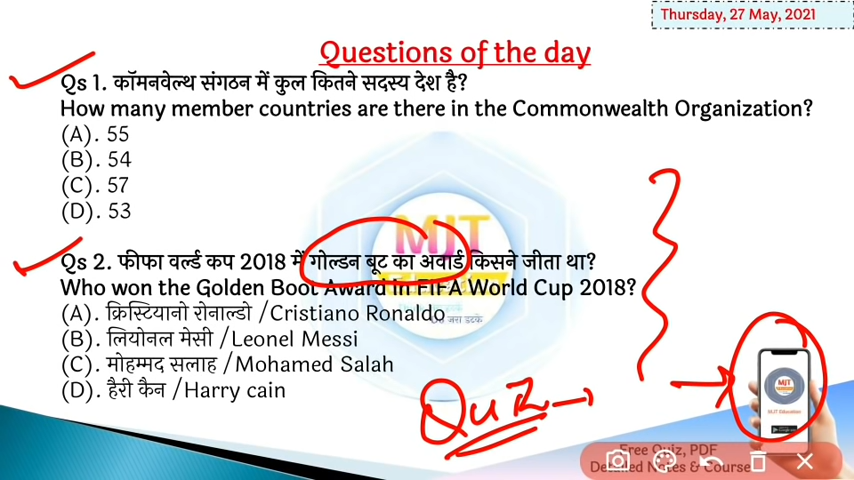 Thursday, 27 May, 2021
Questions of the day
Qs 1. कॉमनवेल्थ संगठन में कुल कितने सदस्य देश है?
How many member countries are there in the Commonwealth Organization?
(A). 55
(B). 54
(C). 57
(D). 53
MJT
Qs 2. फीफा वर्ल्ड कप 2018 में गोल्डन बूट का अवार्ड किसने जीता था?
Who won the Golden Boot Award in FIFA World Cup 2018?
(A). क्रिस्टियानो रोनाल्डो /Cristiano Ronaldo
(B). लियोनल मेसी /Leonel Messi
(C). मोहम्मद सलाह /Mohamed Salah
(D). हैरी कैन /Harry cain
Quiz
MJT
MJT Education
Free Quiz, PDF
Detailed Notes & Course